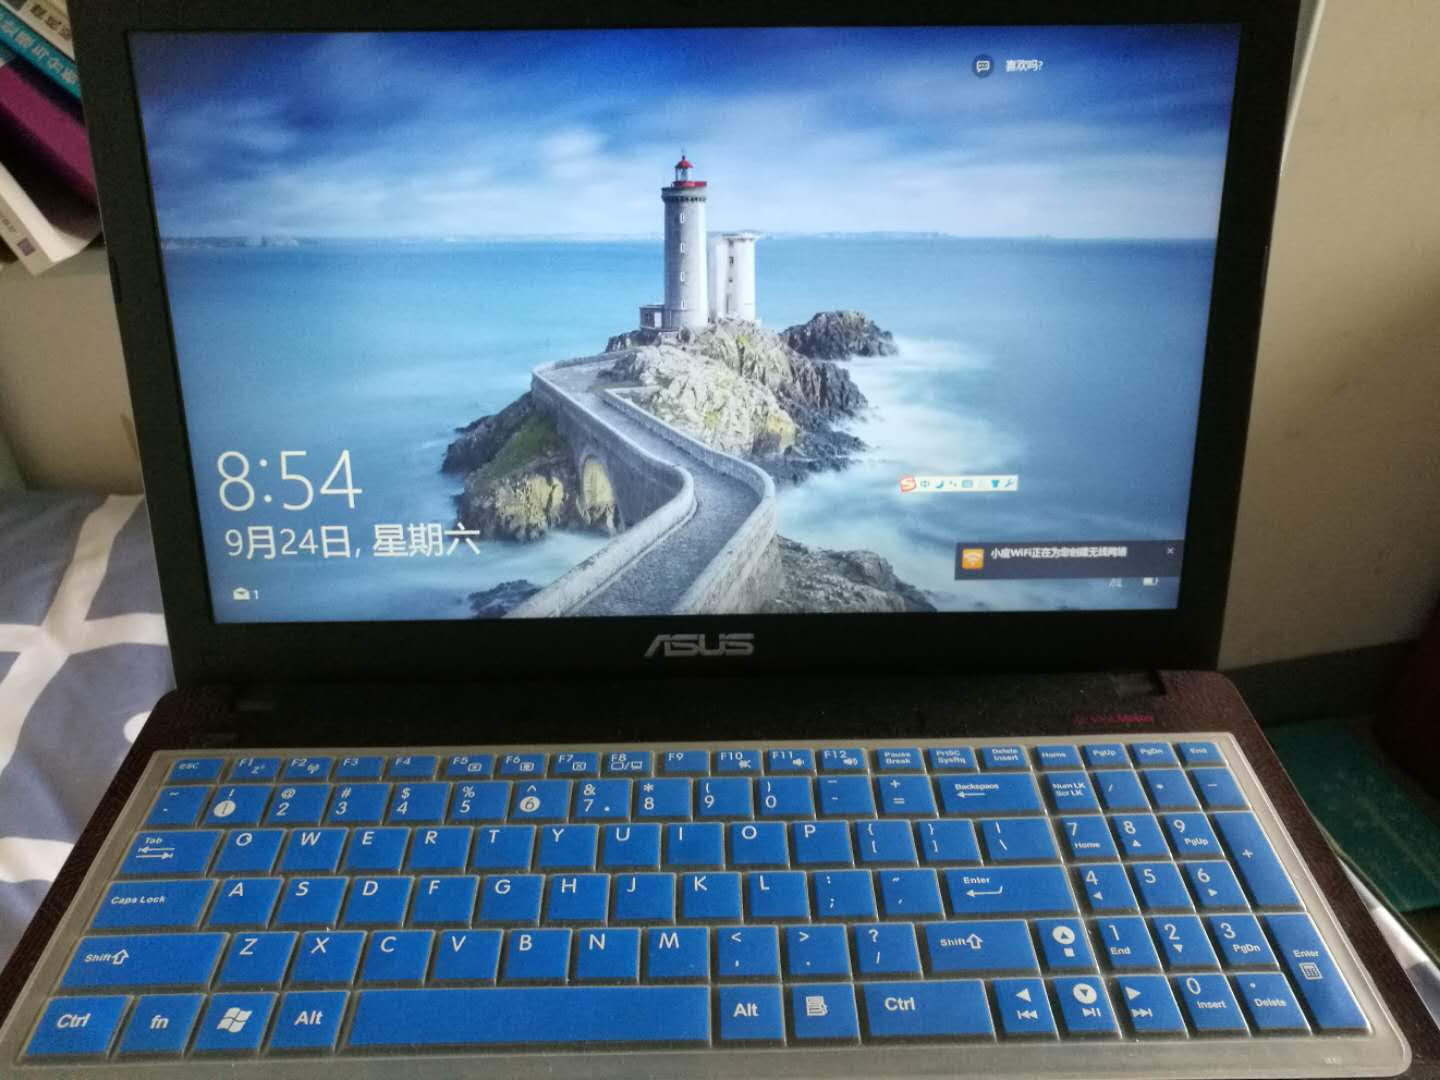 喜欢吗?
8:54
9月24日, 星期六
1
中
小度WiFi正在为您创建无线网络
ASUS
esc F1 F2 F3 F4 F5 F6 F7 F8 F9 F10 F11 F12 Pause Break PrtSC SysRq Delete Insert Home PgUp PgDn End
~ ! 1 @ 2 # 3 $ 4 % 5 ^ 6 & 7 * 8 ( 9 ) 0 - + = Backspace Num LK Scr LK / * -
Tab Q W E R T Y U I O P { [ } ] | \ 7 Home 8 9 PgUp +
Caps Lock A S D F G H J K L : ; Enter 4 5 6
Shift Z X C V B N M < , > . ? / Shift 1 End 2 3 PgDn Enter
Ctrl fn Alt Alt Ctrl 0 Insert . Delete